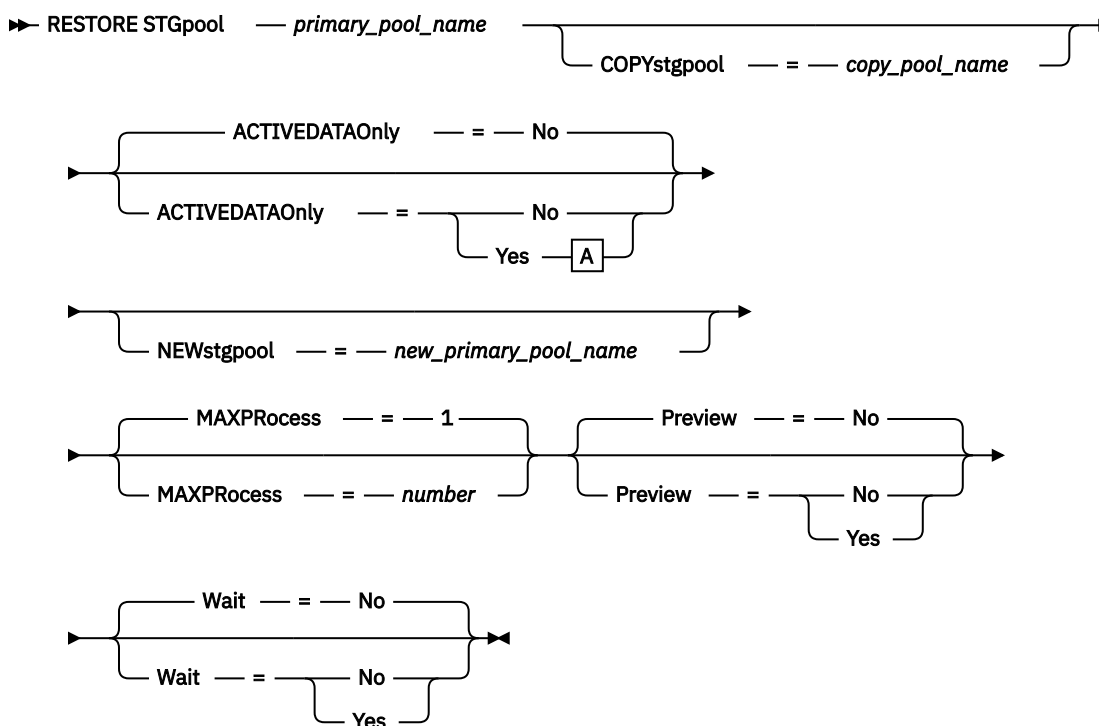 RESTORE STGpool primary_pool_name
COPYstgpool = copy_pool_name
ACTIVEDATAOnly = No
ACTIVEDATAOnly = No
Yes A
NEWstgpool = new_primary_pool_name
MAXPRocess = 1 Preview = No
MAXPRocess = number Preview = No
Yes
Wait = No
Wait = No
Yes